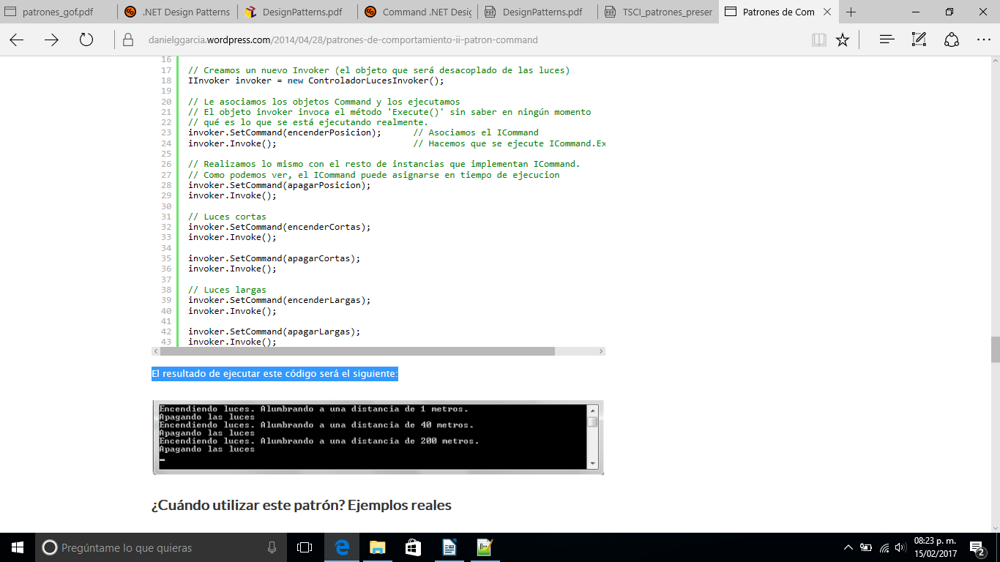 patrones_gof.pdf
.NET Design Patterns
DesignPatterns.pdf
Command .NET Desig
DesignPatterns.pdf
TSCI_patrones_preser
Patrones de Com
danielggarcia.wordpress.com/2014/04/28/patrones-de-comportamiento-ii-patron-command
16
17 // Creamos un nuevo Invoker (el objeto que será desacoplado de las luces)
18 IInvoker invoker = new ControladorLucesInvoker();
19
20 // Le asociamos los objetos Command y los ejecutamos
21 // El objeto invoker invoca el método 'Execute()' sin saber en ningún momento
22 // qué es lo que se está ejecutando realmente.
23 invoker.SetCommand(encenderPosicion); // Asociamos el ICommand
24 invoker.Invoke(); // Hacemos que se ejecute ICommand.Ex
25
26 // Realizamos lo mismo con el resto de instancias que implementan ICommand.
27 // Como podemos ver, el ICommand puede asignarse en tiempo de ejecucion
28 invoker.SetCommand(apagarPosicion);
29 invoker.Invoke();
30
31 // Luces cortas
32 invoker.SetCommand(encenderCortas);
33 invoker.Invoke();
34
35 invoker.SetCommand(apagarCortas);
36 invoker.Invoke();
37
38 // Luces largas
39 invoker.SetCommand(encenderLargas);
40 invoker.Invoke();
41
42 invoker.SetCommand(apagarLargas);
43 invoker.Invoke();
El resultado de ejecutar este código será el siguiente:
Encendiendo luces. Alumbrando a una distancia de 1 metros.
Apagando las luces
Encendiendo luces. Alumbrando a una distancia de 40 metros.
Apagando las luces
Encendiendo luces. Alumbrando a una distancia de 200 metros.
Apagando las luces
¿Cuándo utilizar este patrón? Ejemplos reales
Pregúntame lo que quieras
08:23 p. m.
15/02/2017
2